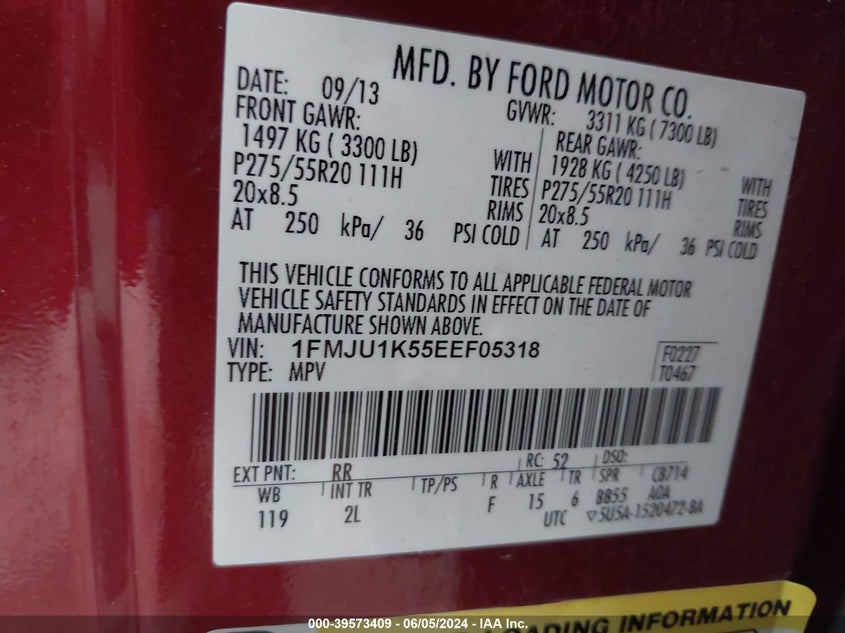 MFD. BY FORD MOTOR CO.
DATE: 09/13 GVWR: 3311 KG ( 7300 LB)
FRONT GAWR: REAR GAWR:
1497 KG ( 3300 LB) WITH 1928 KG ( 4250 LB) WITH
P275/55R20 111H TIRES P275/55R20 111H TIRES
20x8.5 RIMS 20x8.5 RIMS
AT 250 kPa/ 36 PSI COLD AT 250 kPa/ 36 PSI COLD
THIS VEHICLE CONFORMS TO ALL APPLICABLE FEDERAL MOTOR
VEHICLE SAFETY STANDARDS IN EFFECT ON THE DATE OF
MANUFACTURE SHOWN ABOVE.
VIN: 1FMJU1K55EEF05318 F0227
TYPE: MPV T0467
EXT PNT: RR RC: 52 DSO:
WB INT TR TP/PS R AXLE TR SPR CB714
119 2L F 15 6 BB55 AOA
UTC ▽5U5A-1520472-BA
LOADING INFORMATION
000-39573409 - 06/05/2024 - IAA Inc.